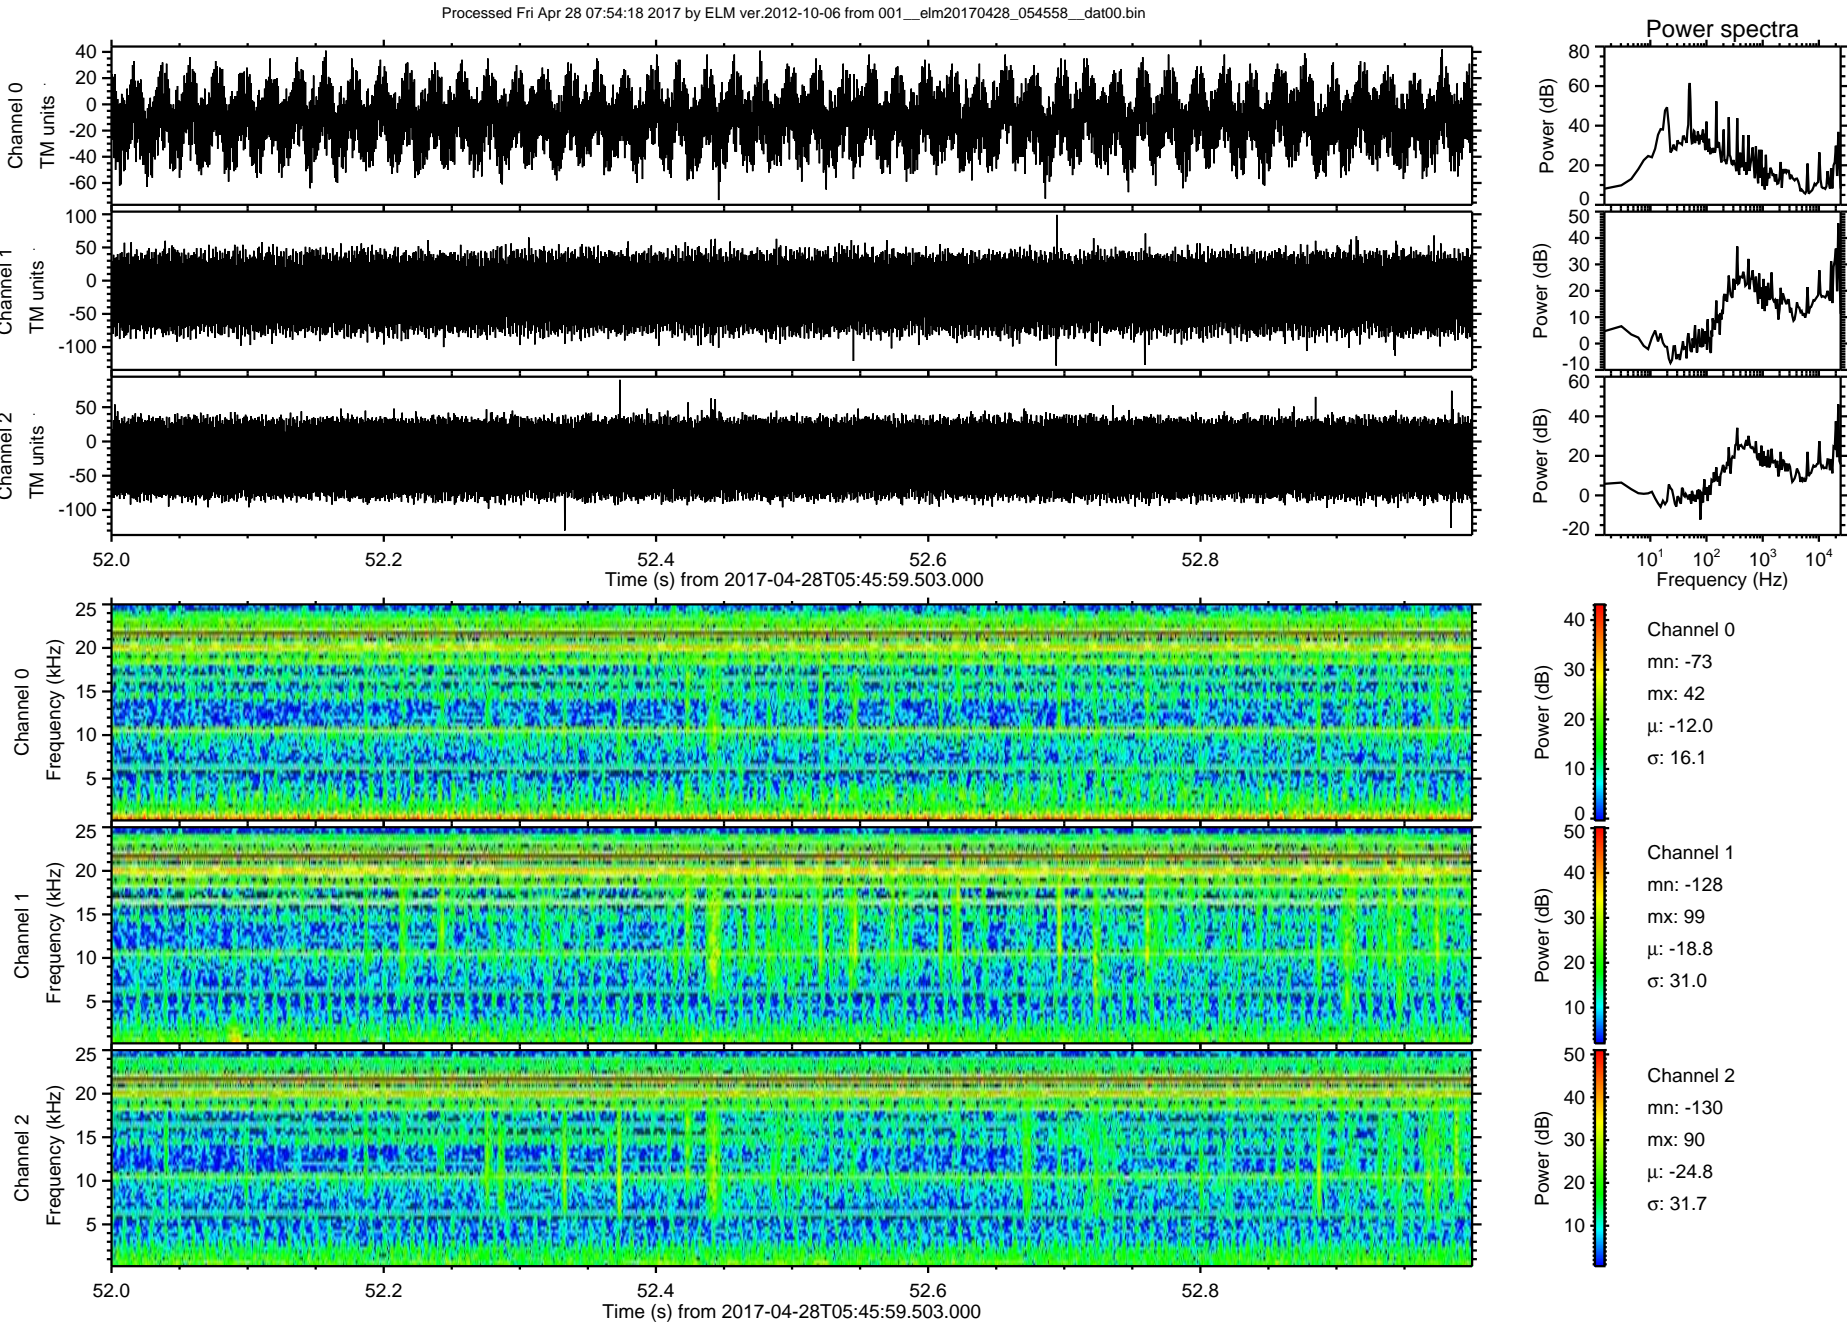 Processed Fri Apr 28 07:54:18 2017 by ELM ver.2012-10-06 from 001__elm20170428_054558__dat00.bin
Power spectra
Channel 0
TM units
40
20
0
-20
-40
-60
Power (dB)
80
60
40
20
0
Channel 1
TM units
100
50
0
-50
-100
Power (dB)
50
40
30
20
10
0
-10
Channel 2
TM units
50
0
-50
-100
Power (dB)
60
40
20
0
-20
52.0 52.2 52.4 52.6 52.8
Time (s) from 2017-04-28T05:45:59.503.000
10^1 10^2 10^3 10^4
Frequency (Hz)
Channel 0
Frequency (kHz)
25
20
15
10
5
Power (dB)
40
30
20
10
0
Channel 0
mn: -73
mx: 42
μ: -12.0
σ: 16.1
Channel 1
Frequency (kHz)
25
20
15
10
5
Power (dB)
50
40
30
20
10
Channel 1
mn: -128
mx: 99
μ: -18.8
σ: 31.0
Channel 2
Frequency (kHz)
25
20
15
10
5
Power (dB)
50
40
30
20
10
Channel 2
mn: -130
mx: 90
μ: -24.8
σ: 31.7
52.0 52.2 52.4 52.6 52.8
Time (s) from 2017-04-28T05:45:59.503.000